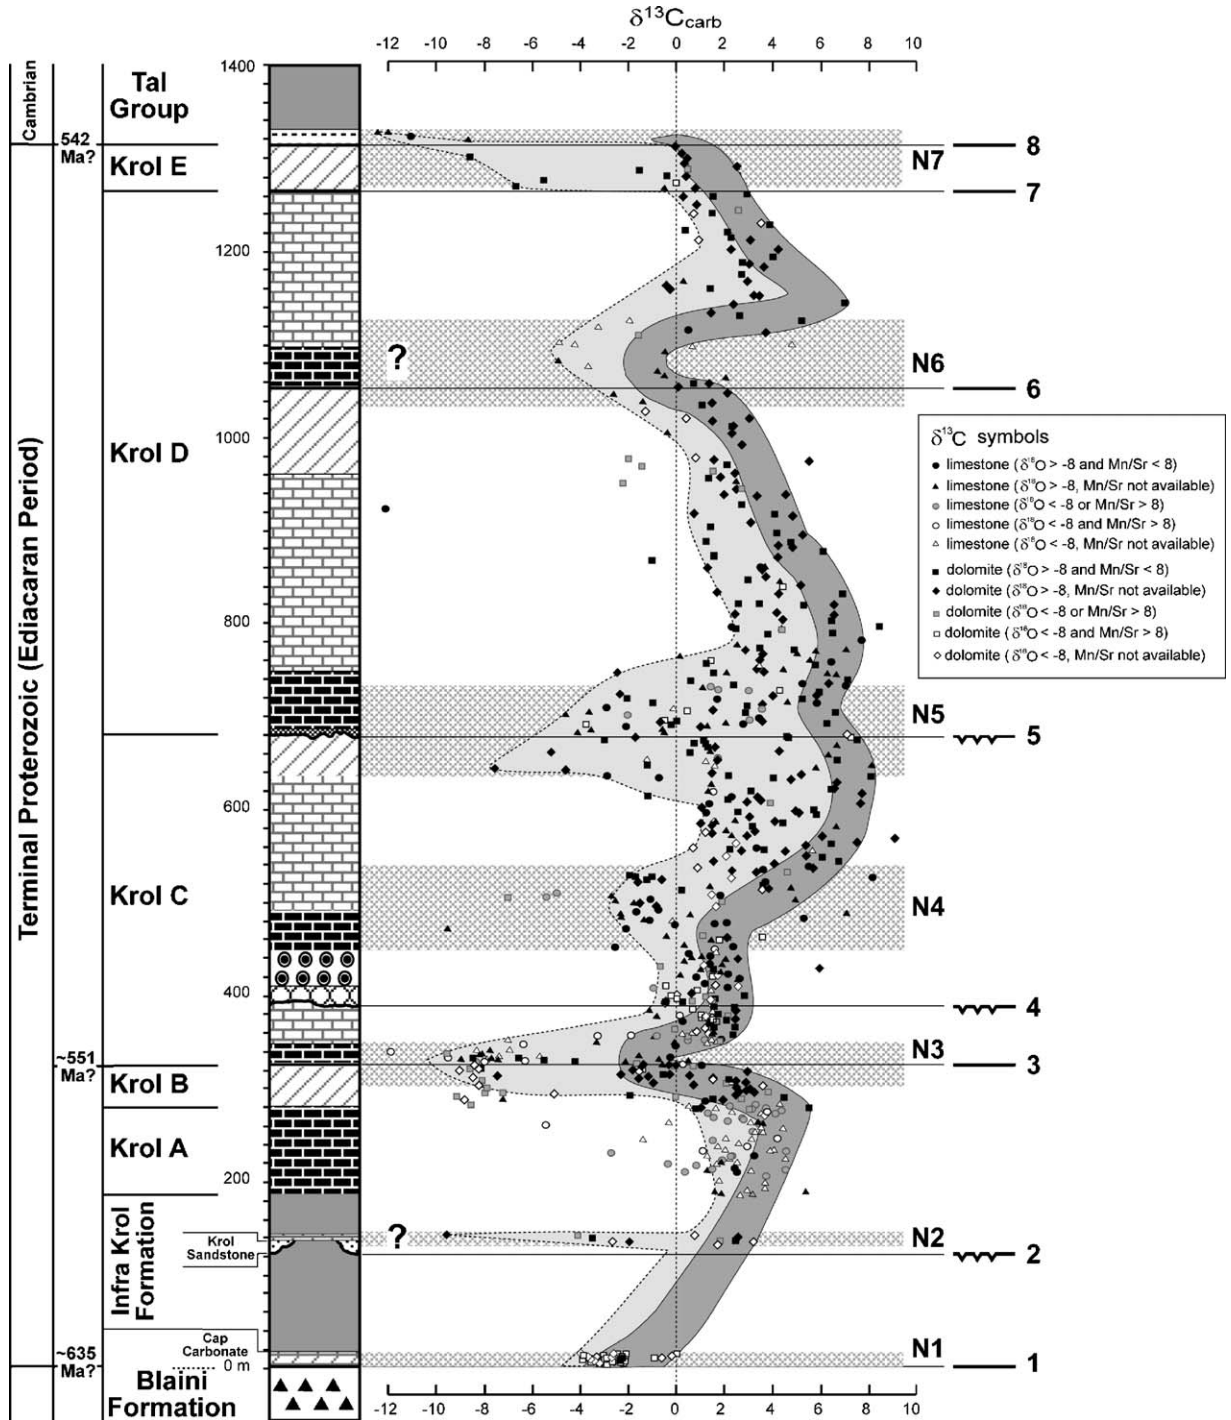 δ¹³Ccarb
-12 -10 -8 -6 -4 -2 0 2 4 6 8 10
Cambrian
Terminal Proterozoic (Ediacaran Period)
542
Ma?
~551
Ma?
~635
Ma?
Tal
Group
Krol E
Krol D
Krol C
Krol B
Krol A
Infra Krol
Formation
Krol
Sandstone
Cap
Carbonate
Blaini
Formation
1400
1200
1000
800
600
400
200
0 m
?
?
N7
N6
N5
N4
N3
N2
N1
8
7
6
5
4
3
2
1
δ¹³C symbols
limestone (δ¹⁸O > -8 and Mn/Sr < 8)
limestone (δ¹⁸O > -8, Mn/Sr not available)
limestone (δ¹⁸O < -8 or Mn/Sr > 8)
limestone (δ¹⁸O < -8 and Mn/Sr > 8)
limestone (δ¹⁸O < -8, Mn/Sr not available)
dolomite (δ¹⁸O > -8 and Mn/Sr < 8)
dolomite (δ¹⁸O > -8, Mn/Sr not available)
dolomite (δ¹⁸O < -8 or Mn/Sr > 8)
dolomite (δ¹⁸O < -8 and Mn/Sr > 8)
dolomite (δ¹⁸O < -8, Mn/Sr not available)
-12 -10 -8 -6 -4 -2 0 2 4 6 8 10